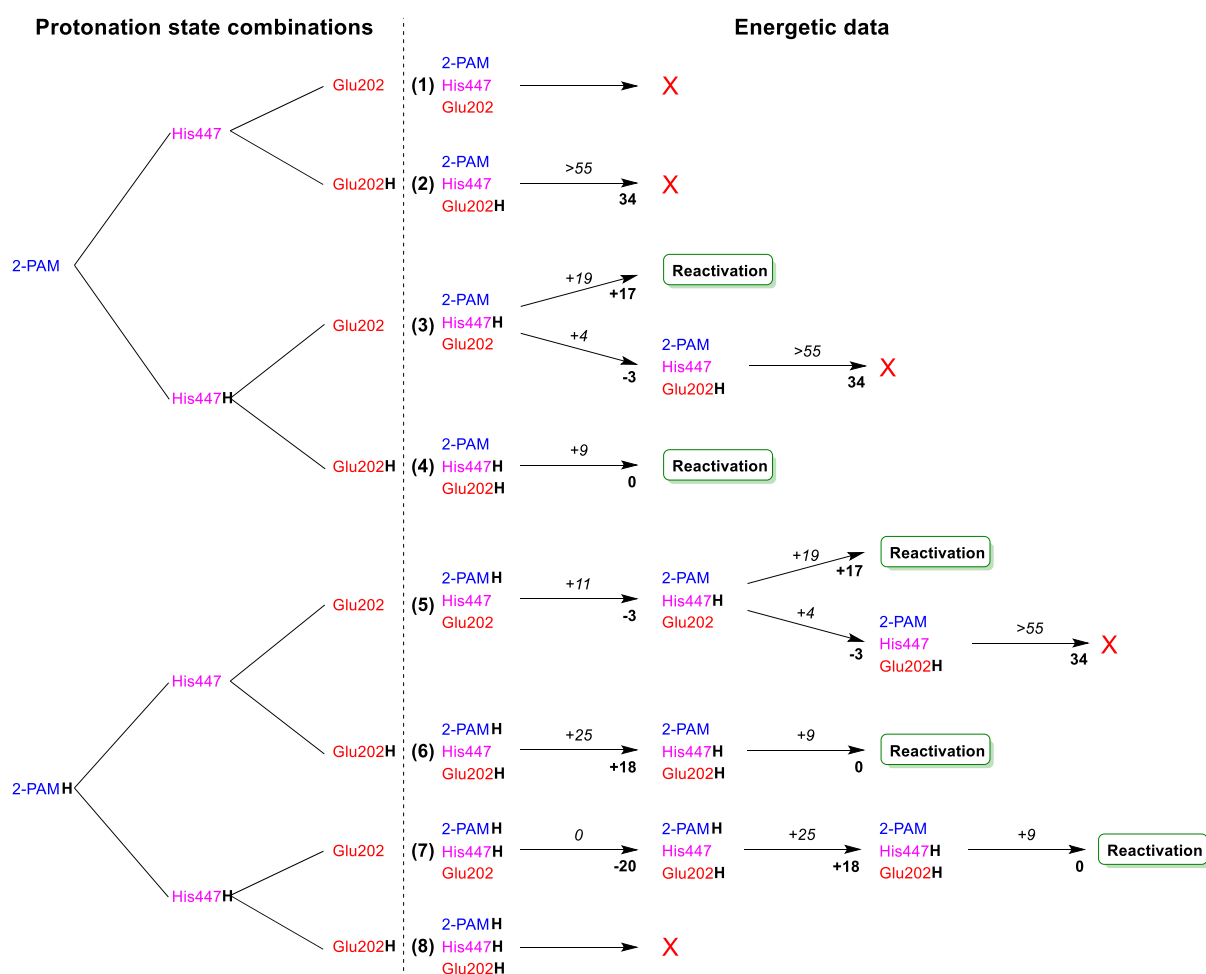 Protonation state combinations
Energetic data
2-PAM
His447
Glu202
Glu202H
His447H
Glu202
Glu202H
2-PAMH
His447
Glu202
Glu202H
His447H
Glu202
Glu202H
(1)
2-PAM
His447
Glu202
X
(2)
2-PAM
His447
Glu202H
>55
34
X
(3)
2-PAM
His447H
Glu202
+19
+17
Reactivation
+4
-3
2-PAM
His447
Glu202H
>55
34
X
(4)
2-PAM
His447H
Glu202H
+9
0
Reactivation
(5)
2-PAMH
His447
Glu202
+11
-3
2-PAM
His447H
Glu202
+19
+17
Reactivation
+4
-3
2-PAM
His447
Glu202H
>55
34
X
(6)
2-PAMH
His447
Glu202H
+25
+18
2-PAM
His447H
Glu202H
+9
0
Reactivation
(7)
2-PAMH
His447H
Glu202
0
-20
2-PAMH
His447
Glu202H
+25
+18
2-PAM
His447H
Glu202H
+9
0
Reactivation
(8)
2-PAMH
His447H
Glu202H
X